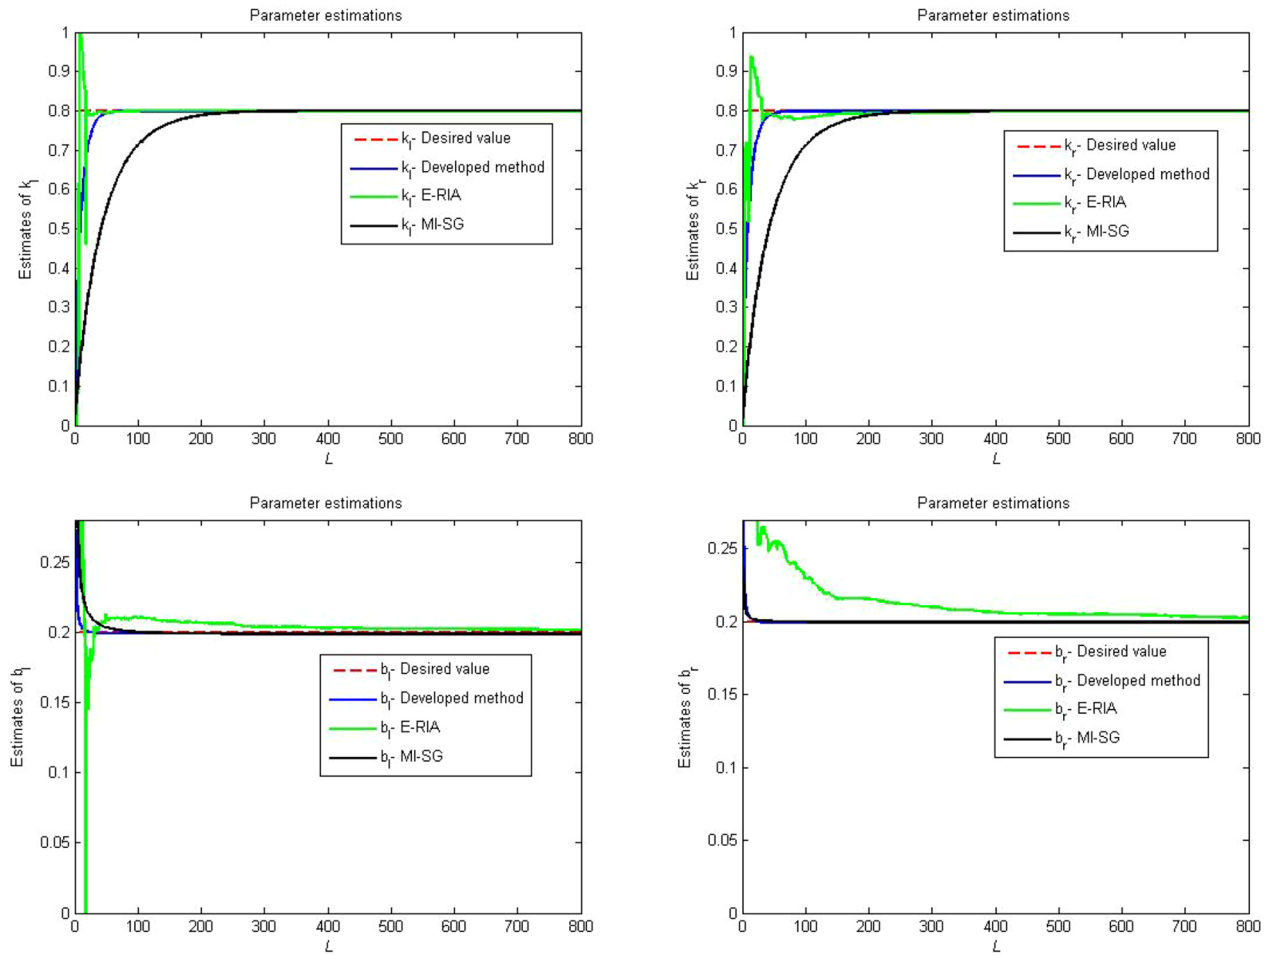 Parameter estimations
1
0.9
0.8
0.7
0.6
0.5
0.4
0.3
0.2
0.1
0
Estimates of kl
kl- Desired value
kl- Developed method
kl- E-RIA
kl- MI-SG
0 100 200 300 400 500 600 700 800
L
Parameter estimations
1
0.9
0.8
0.7
0.6
0.5
0.4
0.3
0.2
0.1
0
Estimates of kr
kr- Desired value
kr- Developed method
kr- E-RIA
kr- MI-SG
0 100 200 300 400 500 600 700 800
L
Parameter estimations
0.25
0.2
0.15
0.1
0.05
0
Estimates of bl
bl- Desired value
bl- Developed method
bl- E-RIA
bl- MI-SG
0 100 200 300 400 500 600 700 800
L
Parameter estimations
0.25
0.2
0.15
0.1
0.05
0
Estimates of br
br- Desired value
br- Developed method
br- E-RIA
br- MI-SG
0 100 200 300 400 500 600 700 800
L